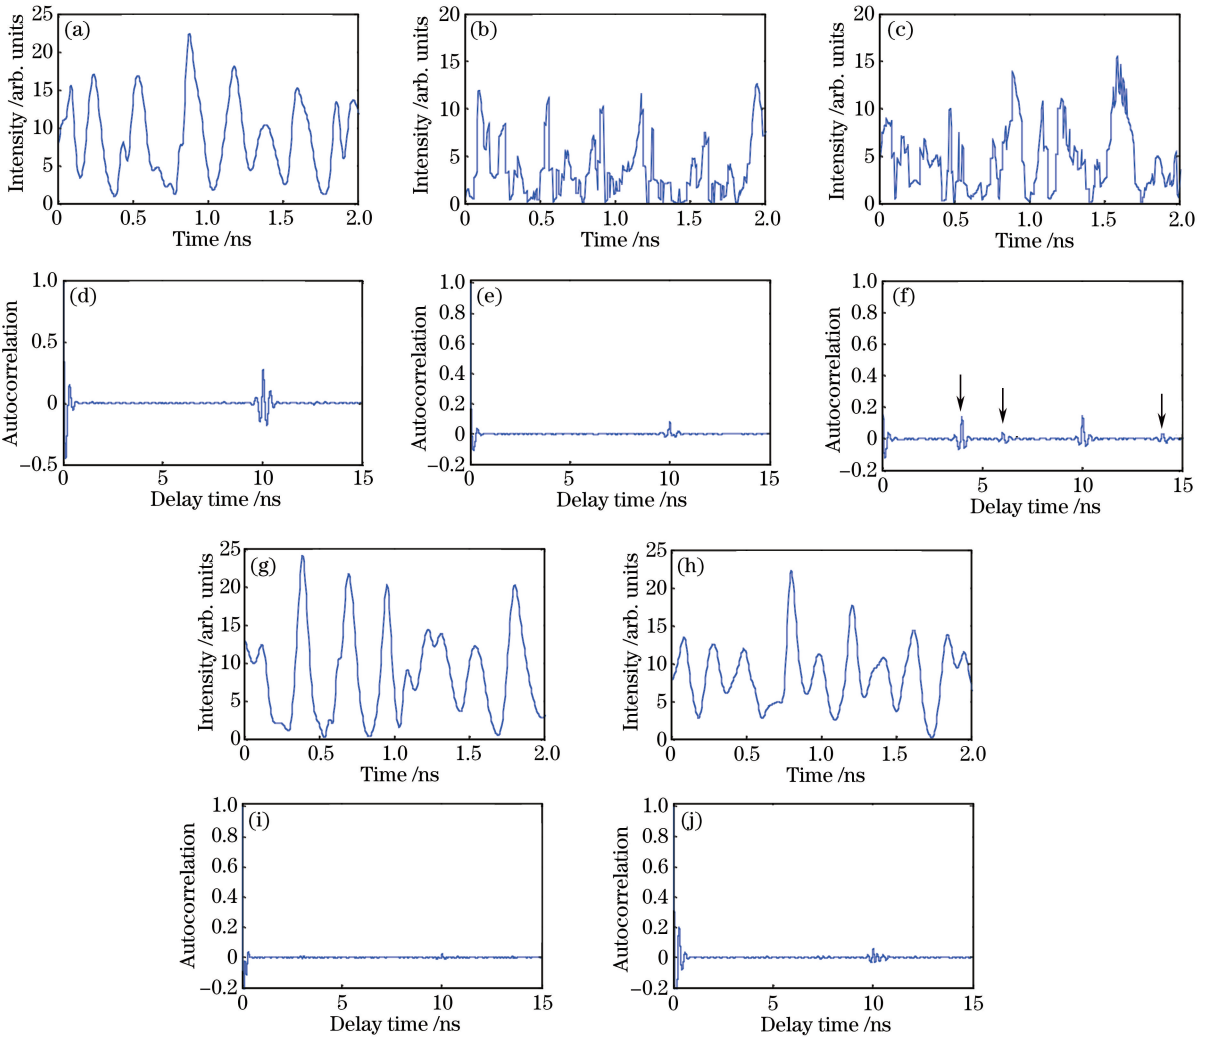 (a)
Intensity /arb. units
25
20
15
10
5
0
0 0.5 1.0 1.5 2.0
Time /ns
(b)
Intensity /arb. units
20
15
10
5
0
0 0.5 1.0 1.5 2.0
Time /ns
(c)
Intensity /arb. units
20
15
10
5
0
0 0.5 1.0 1.5 2.0
Time /ns
(d)
Autocorrelation
1.0
0.5
0
−0.5
0 5 10 15
Delay time /ns
(e)
Autocorrelation
1.0
0.8
0.6
0.4
0.2
0
−0.2
0 5 10 15
Delay time /ns
(f)
Autocorrelation
1.0
0.8
0.6
0.4
0.2
0
−0.2
0 5 10 15
Delay time /ns
(g)
Intensity /arb. units
25
20
15
10
5
0
0 0.5 1.0 1.5 2.0
Time /ns
(h)
Intensity /arb. units
25
20
15
10
5
0
0 0.5 1.0 1.5 2.0
Time /ns
(i)
Autocorrelation
1.0
0.8
0.6
0.4
0.2
0
−0.2
0 5 10 15
Delay time /ns
(j)
Autocorrelation
1.0
0.8
0.6
0.4
0.2
0
−0.2
0 5 10 15
Delay time /ns